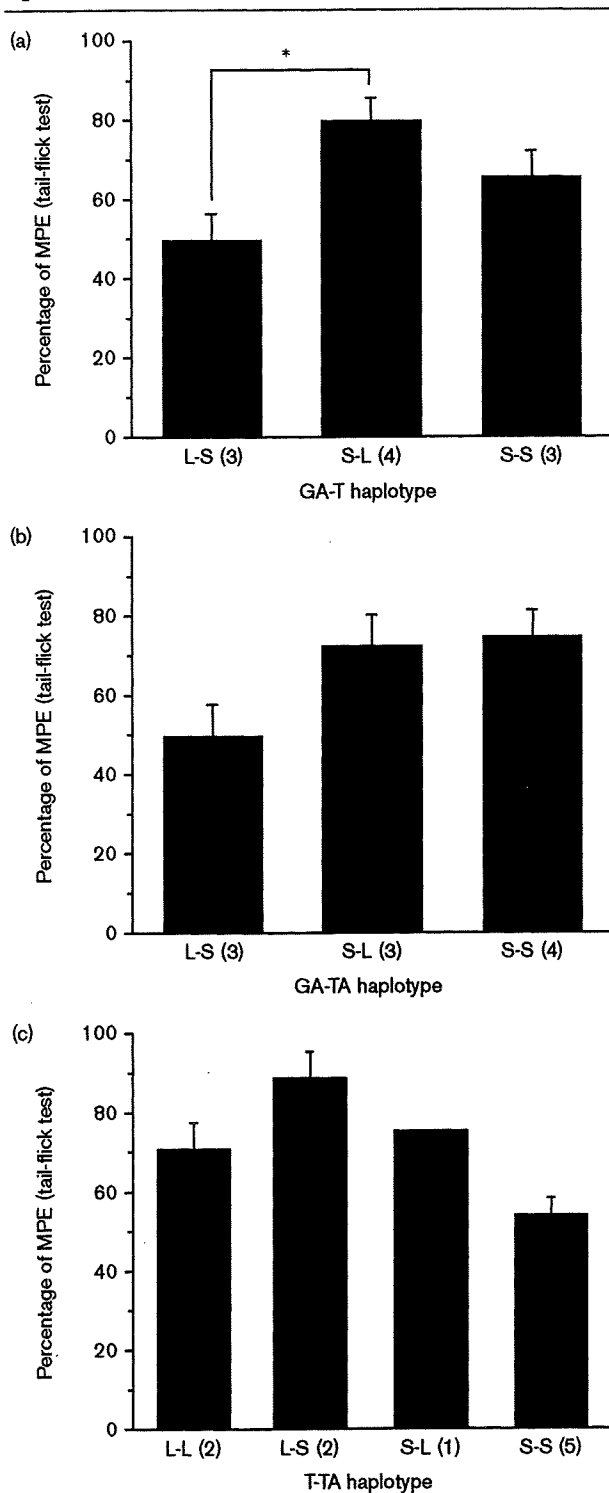 (a)
100
80
60
40
20
0
Percentage of MPE (tail-flick test)
*
L-S (3) S-L (4) S-S (3)
GA-T haplotype
(b)
100
80
60
40
20
0
Percentage of MPE (tail-flick test)
L-S (3) S-L (3) S-S (4)
GA-TA haplotype
(c)
100
80
60
40
20
0
Percentage of MPE (tail-flick test)
L-L (2) L-S (2) S-L (1) S-S (5)
T-TA haplotype